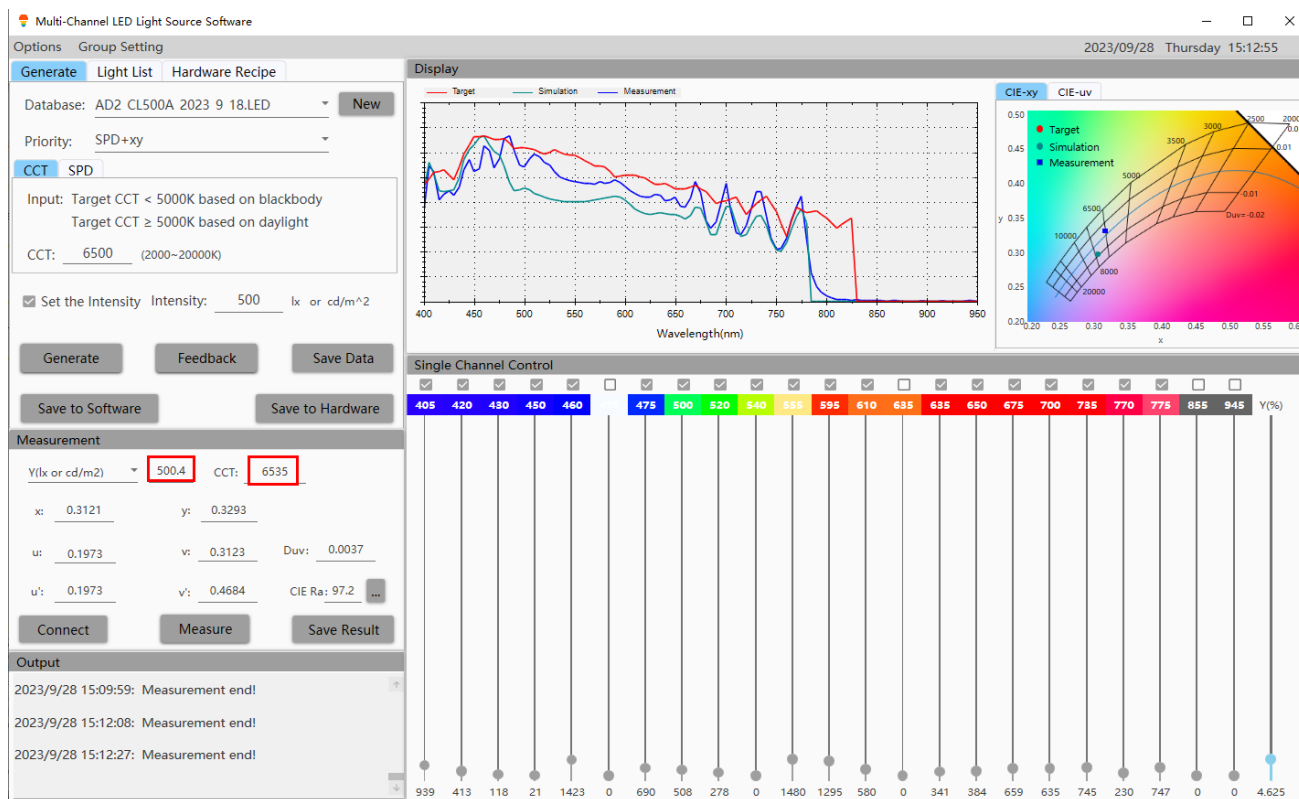 Multi-Channel LED Light Source Software
Options Group Setting 2023/09/28 Thursday 15:12:55
Generate Light List Hardware Recipe
Database: AD2 CL500A 2023 9 18.LED New
Priority: SPD+xy
CCT SPD
Input: Target CCT < 5000K based on blackbody
Target CCT ≥ 5000K based on daylight
CCT: 6500 (2000~20000K)
Set the Intensity Intensity: 500 lx or cd/m^2
Generate Feedback Save Data
Save to Software Save to Hardware
Measurement
Y(lx or cd/m2) 500.4 CCT: 6535
x: 0.3121 y: 0.3293
u: 0.1973 v: 0.3123 Duv: 0.0037
u': 0.1973 v': 0.4684 CIE Ra: 97.2 ...
Connect Measure Save Result
Output
2023/9/28 15:09:59: Measurement end!
2023/9/28 15:12:08: Measurement end!
2023/9/28 15:12:27: Measurement end!
Display
Target Simulation Measurement
400 450 500 550 600 650 700 750 800 850 900 950
Wavelength(nm)
CIE-xy CIE-uv
Target
Simulation
Measurement
0.50
0.45
0.40
y 0.35
0.30
0.25
0.20
0.20 0.25 0.30 0.35 0.40 0.45 0.50 0.55 0.6
x
2000
2500
3000
3500
5000
6500
10000
8000
20000
0.0
0.01
-0.01
Duv=-0.02
Single Channel Control
405 420 430 450 460 475 500 520 540 555 595 610 635 635 650 675 700 735 770 775 855 945 Y(%)
939 413 118 21 1423 0 690 508 278 0 1480 1295 580 0 341 384 659 635 745 230 747 0 0 4.625